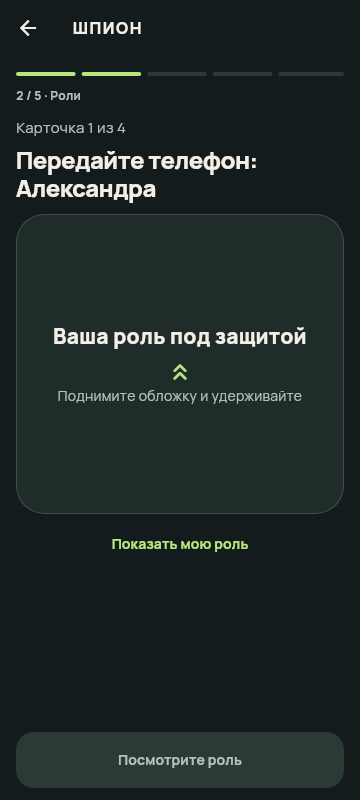 ШПИОН
2 / 5 · Роли
Карточка 1 из 4
Передайте телефон:
Александра
Ваша роль под защитой
Поднимите обложку и удерживайте
Показать мою роль
Посмотрите роль